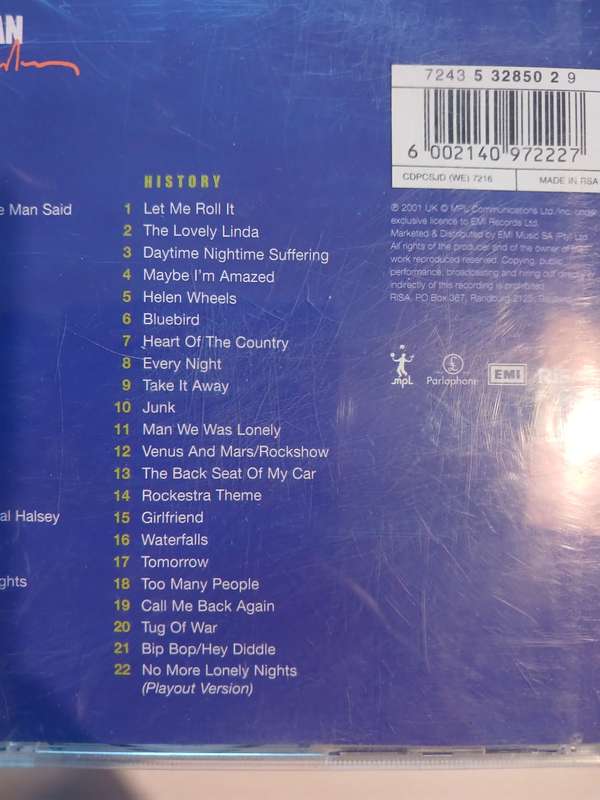 AN
7243 5 32850 2 9
6 002140 972227
CDPCSJD (WE) 7216
MADE IN RSA
HISTORY
e Man Said
1 Let Me Roll It
2 The Lovely Linda
3 Daytime Nightime Suffering
4 Maybe I'm Amazed
5 Helen Wheels
6 Bluebird
7 Heart Of The Country
8 Every Night
9 Take It Away
10 Junk
11 Man We Was Lonely
12 Venus And Mars/Rockshow
13 The Back Seat Of My Car
14 Rockestra Theme
15 Girlfriend
al Halsey
16 Waterfalls
17 Tomorrow
ghts
18 Too Many People
19 Call Me Back Again
20 Tug Of War
21 Bip Bop/Hey Diddle
22 No More Lonely Nights
(Playout Version)
℗ 2001 UK © MPL Communications Ltd./Inc. under
exclusive licence to EMI Records Ltd.
Marketed & Distributed by EMI Music SA (Pty) Ltd
All rights of the producer and of the owner of
work reproduced reserved. Copying, public
performance, broadcasting and hiring out
indirectly of this recording is prohibited.
RISA, PO Box 367, Randburg 2125,
MPL
£
Parlophone
EMI